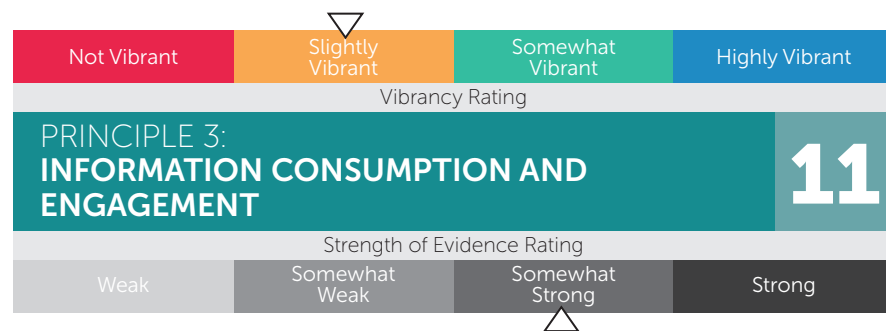 Not Vibrant
Slightly
Vibrant
Somewhat
Vibrant
Highly Vibrant
Vibrancy Rating
PRINCIPLE 3:
INFORMATION CONSUMPTION AND
ENGAGEMENT
11
Strength of Evidence Rating
Weak
Somewhat
Weak
Somewhat
Strong
Strong